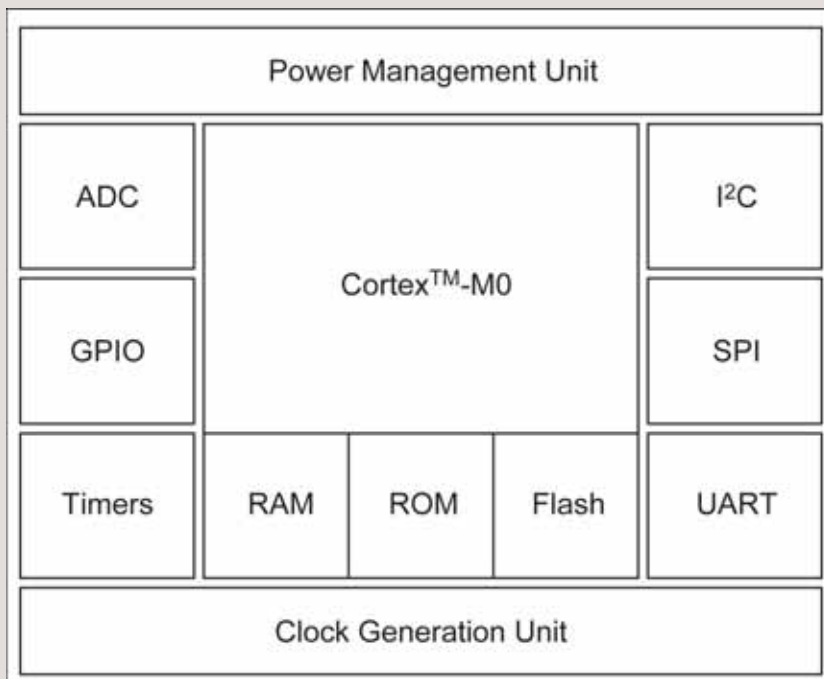 Power Management Unit
ADC
I²C
Cortex™-M0
GPIO
SPI
Timers
RAM
ROM
Flash
UART
Clock Generation Unit